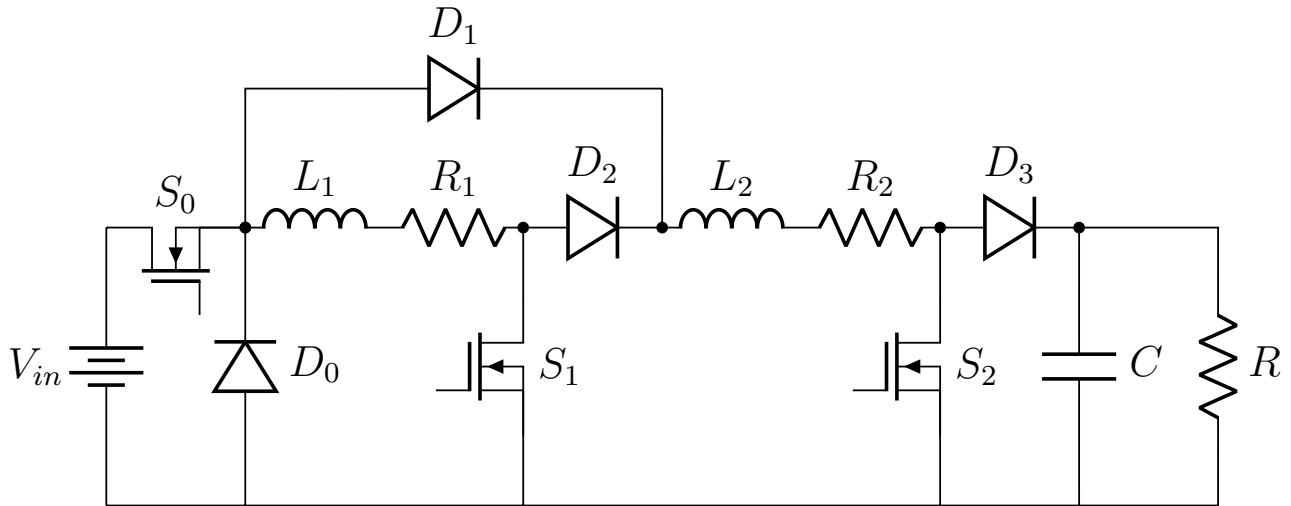 D₁
S₀ L₁ R₁ D₂ L₂ R₂ D₃
Vᵢₙ D₀ S₁ S₂ C R